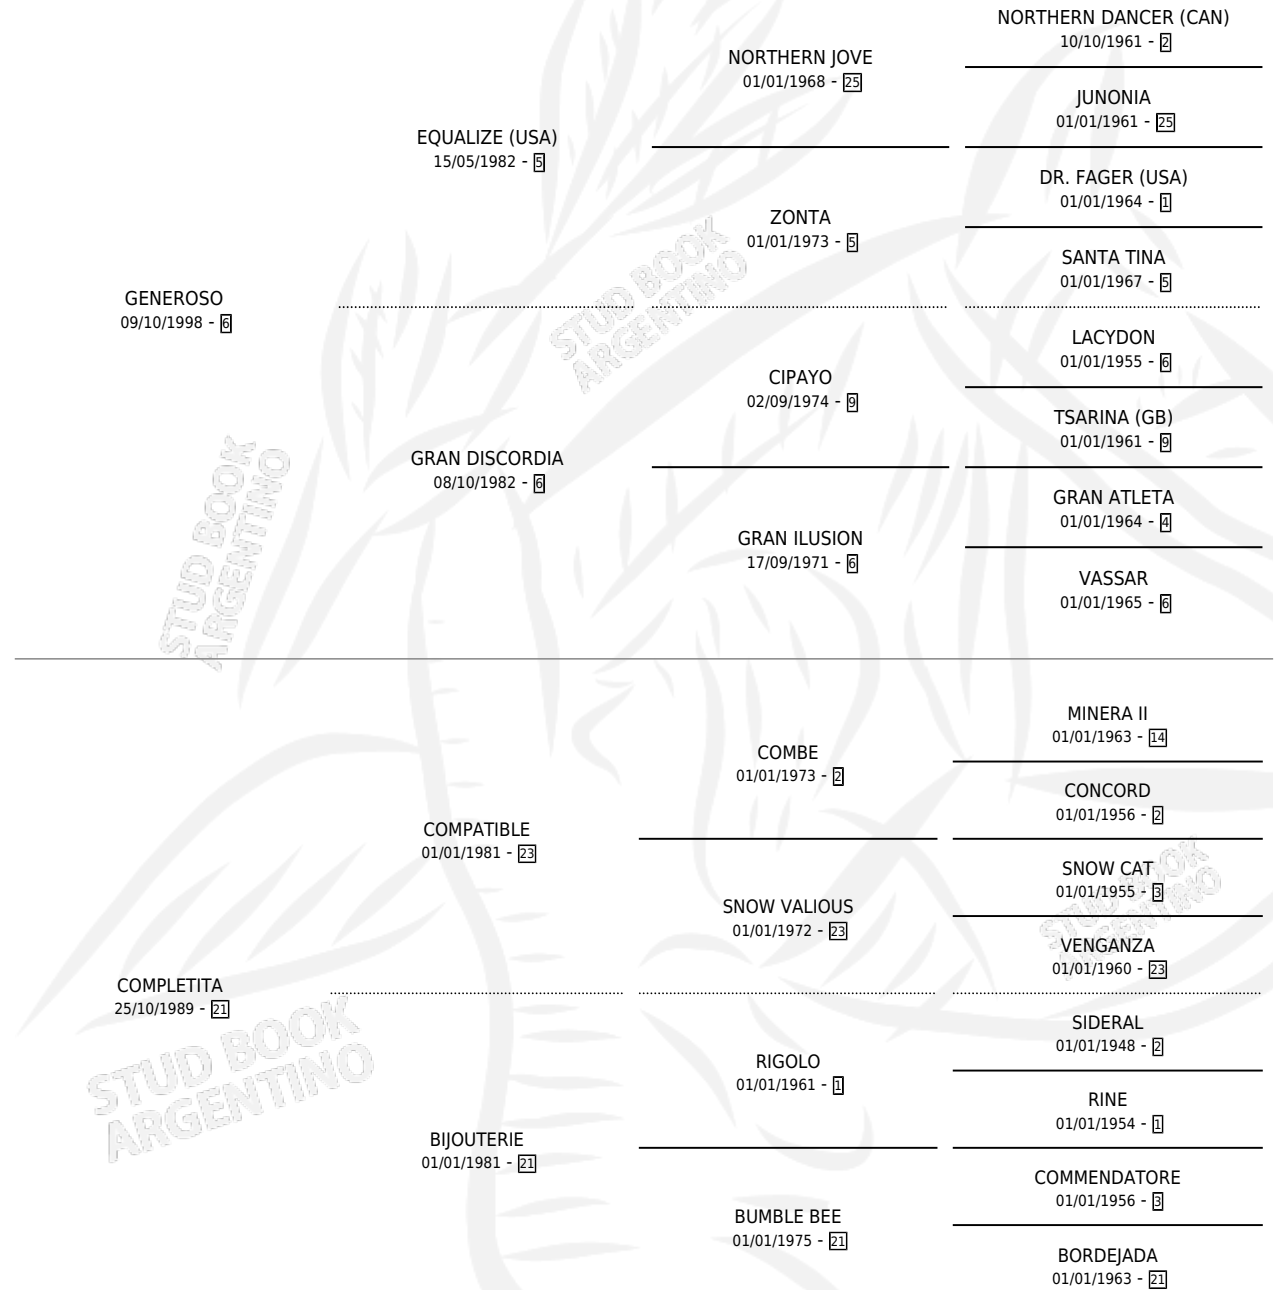 NORTHERN DANCER (CAN)
10/10/1961 - 2
NORTHERN JOVE
01/01/1968 - 25
JUNONIA
01/01/1961 - 25
EQUALIZE (USA)
15/05/1982 - 5
DR. FAGER (USA)
01/01/1964 - 1
ZONTA
01/01/1973 - 5
SANTA TINA
01/01/1967 - 5
STUD BOOK
ARGENTINO
GENEROSO
09/10/1998 - 6
LACYDON
01/01/1955 - 6
CIPAYO
02/09/1974 - 9
TSARINA (GB)
01/01/1961 - 9
GRAN DISCORDIA
08/10/1982 - 6
GRAN ATLETA
01/01/1964 - 4
GRAN ILUSION
17/09/1971 - 6
VASSAR
01/01/1965 - 6
STUD BOOK
ARGENTINO
MINERA II
01/01/1963 - 14
COMBE
01/01/1973 - 2
CONCORD
01/01/1956 - 2
COMPATIBLE
01/01/1981 - 23
SNOW CAT
01/01/1955 - 3
SNOW VALIOUS
01/01/1972 - 23
VENGANZA
01/01/1960 - 23
STUD BOOK
ARGENTINO
COMPLETITA
25/10/1989 - 21
SIDERAL
01/01/1948 - 2
RIGOLO
01/01/1961 - 1
RINE
01/01/1954 - 1
STUD BOOK
ARGENTINO
BIJOUTERIE
01/01/1981 - 21
COMMENDATORE
01/01/1956 - 3
BUMBLE BEE
01/01/1975 - 21
BORDEJADA
01/01/1963 - 21